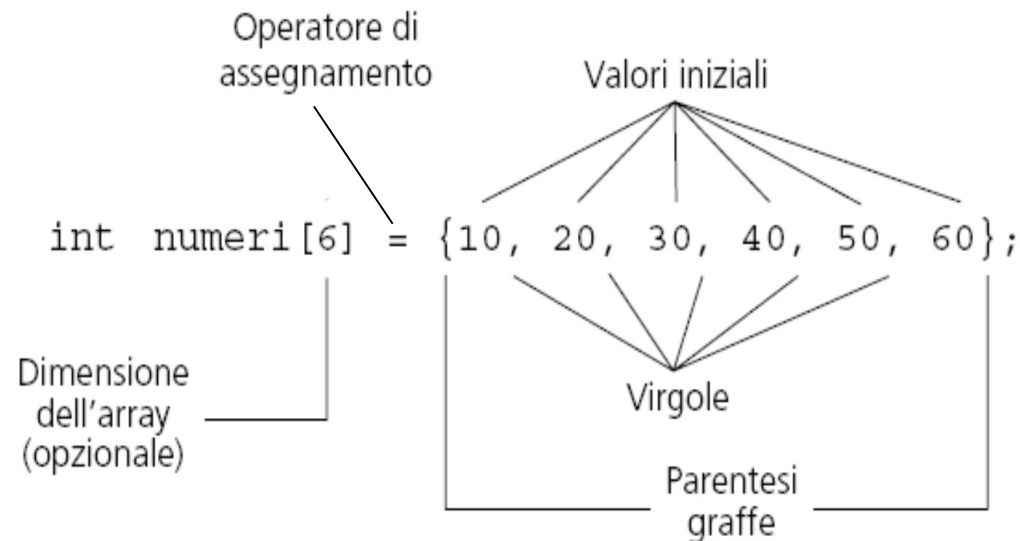 Operatore di
assegnamento
Valori iniziali
int numeri[6] = {10, 20, 30, 40, 50, 60};
Dimensione
dell'array
(opzionale)
Virgole
Parentesi
graffe